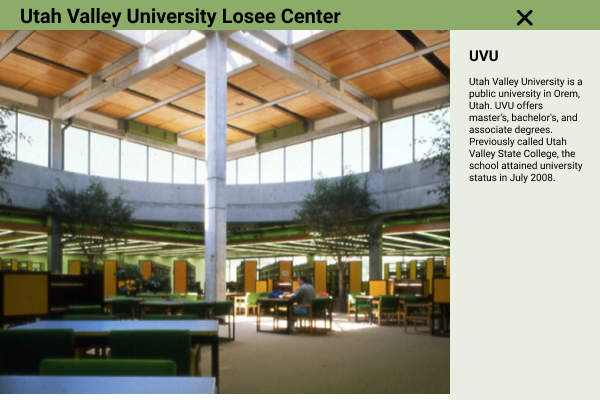 Utah Valley University Losee Center
UVU
Utah Valley University is a
public university in Orem,
Utah. UVU offers
master's, bachelor's, and
associate degrees.
Previously called Utah
Valley State College, the
school attained university
status in July 2008.